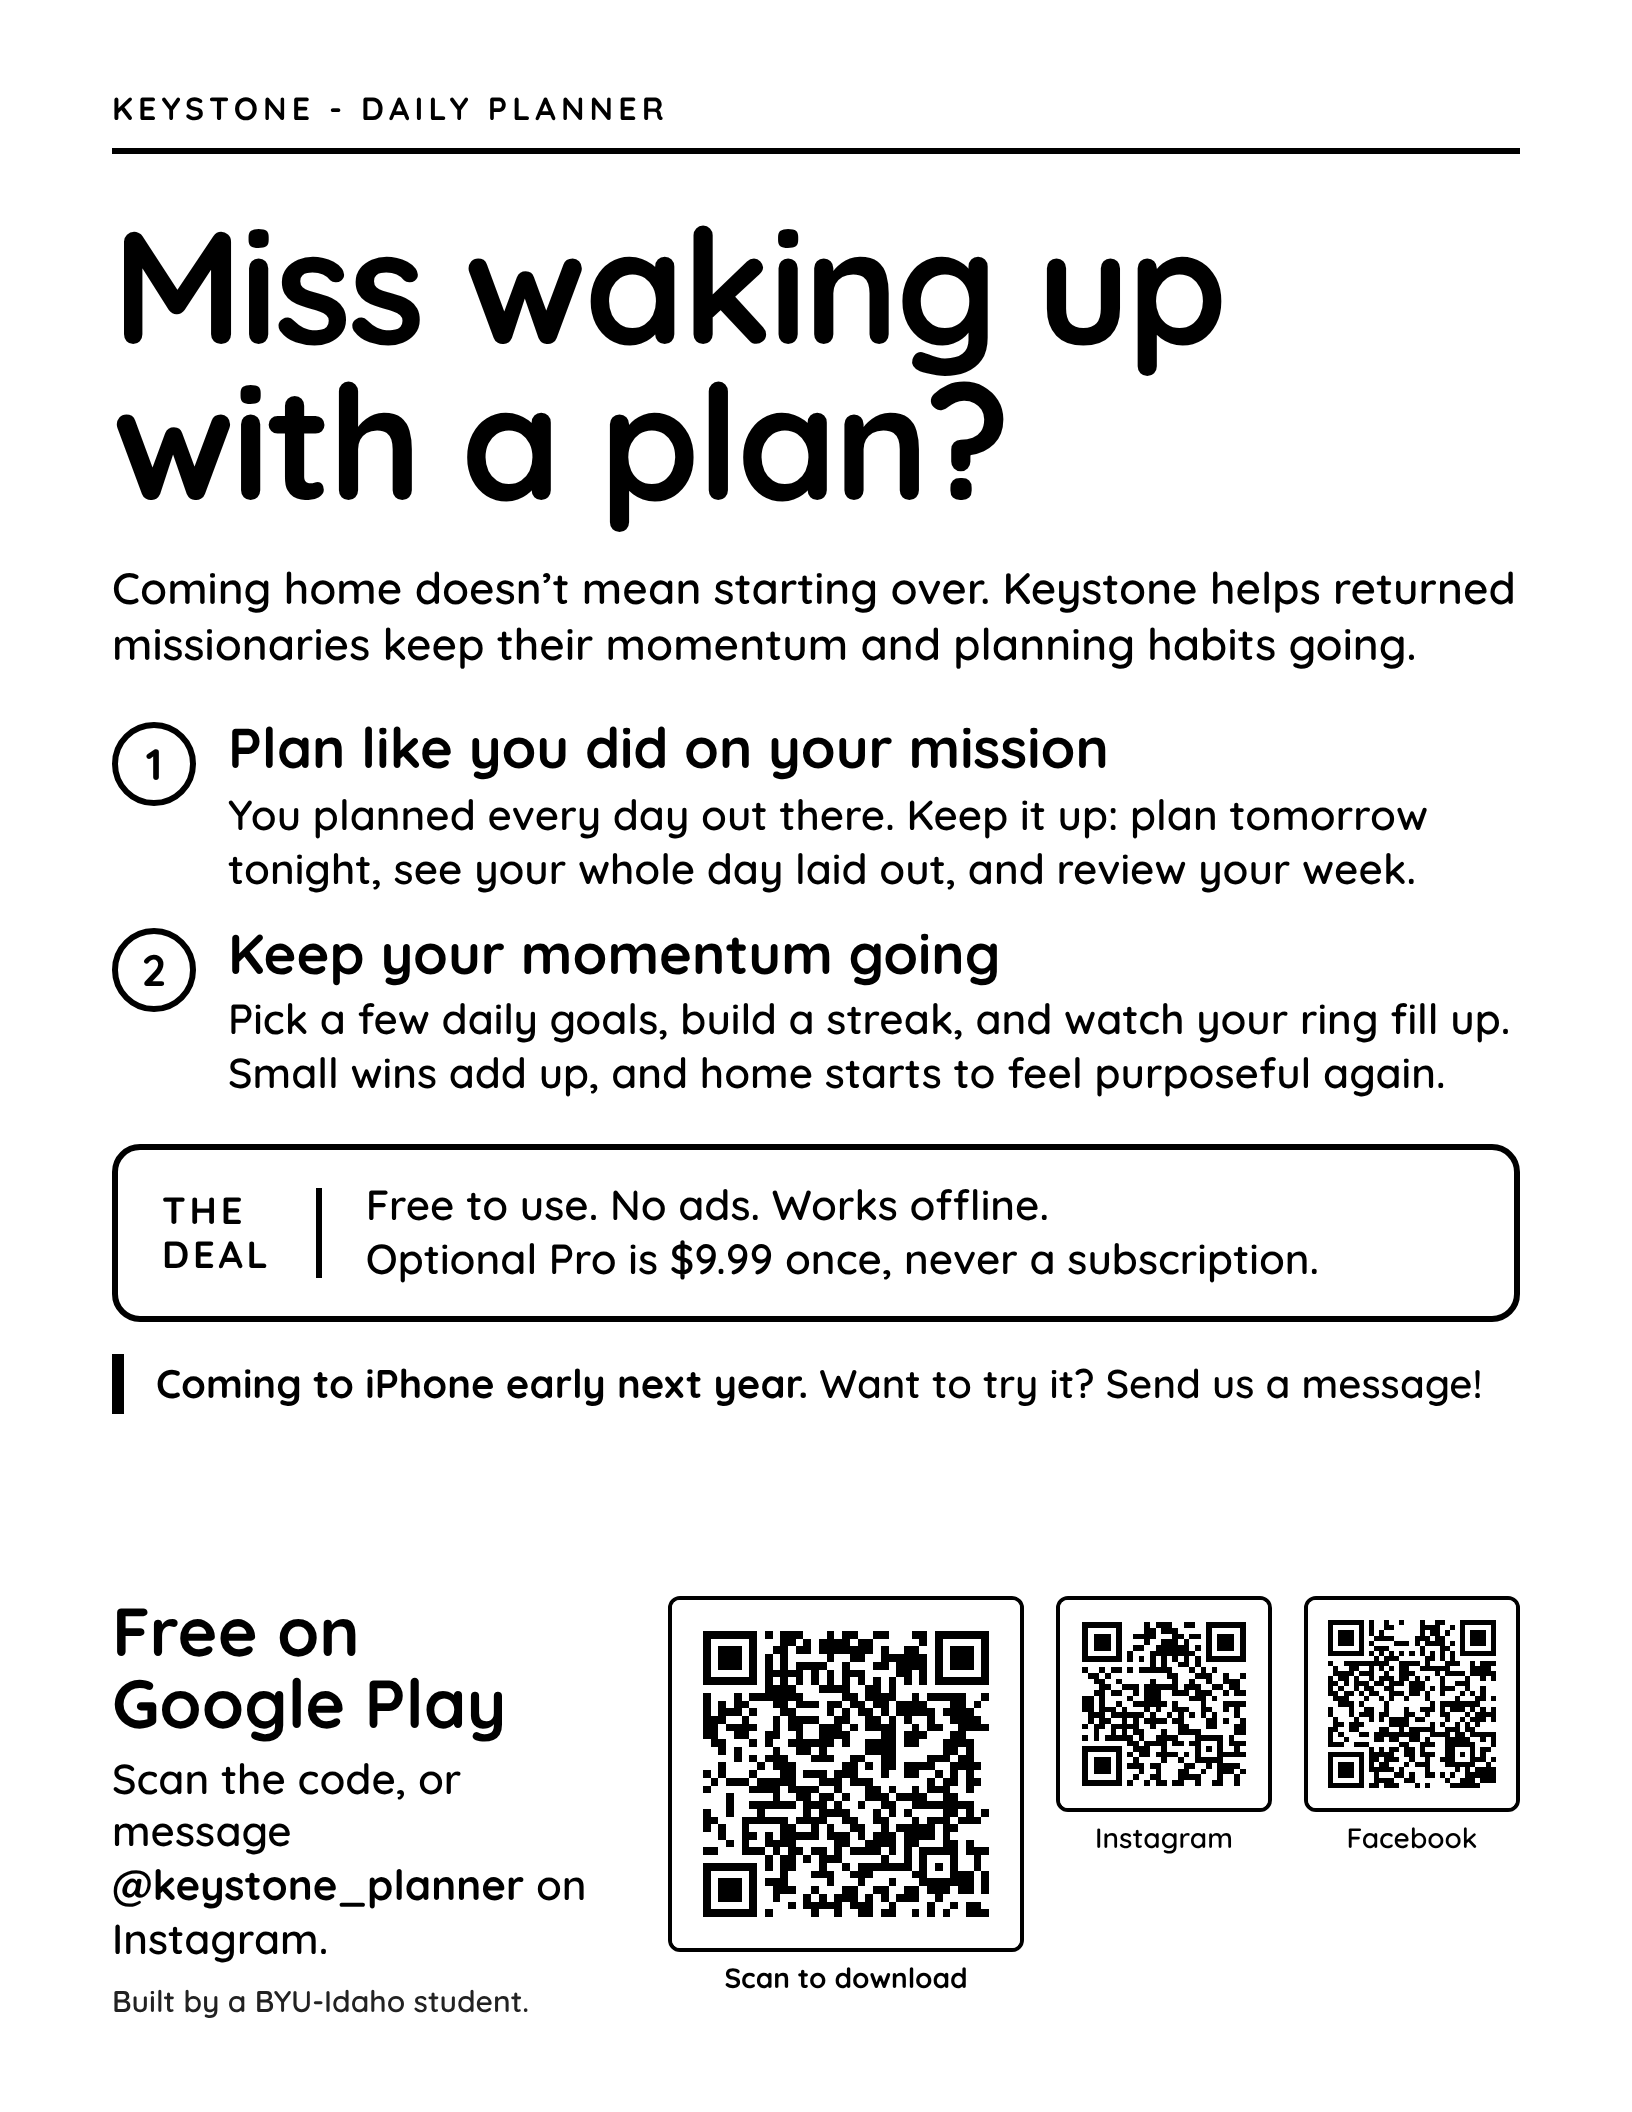 KEYSTONE - DAILY PLANNER
Miss waking up
with a plan?
Coming home doesn’t mean starting over. Keystone helps returned
missionaries keep their momentum and planning habits going.
1
Plan like you did on your mission
You planned every day out there. Keep it up: plan tomorrow
tonight, see your whole day laid out, and review your week.
2
Keep your momentum going
Pick a few daily goals, build a streak, and watch your ring fill up.
Small wins add up, and home starts to feel purposeful again.
THE
DEAL
Free to use. No ads. Works offline.
Optional Pro is $9.99 once, never a subscription.
Coming to iPhone early next year. Want to try it? Send us a message!
Free on
Google Play
Scan the code, or
message
@keystone_planner on
Instagram.
Built by a BYU-Idaho student.
Scan to download
Instagram
Facebook